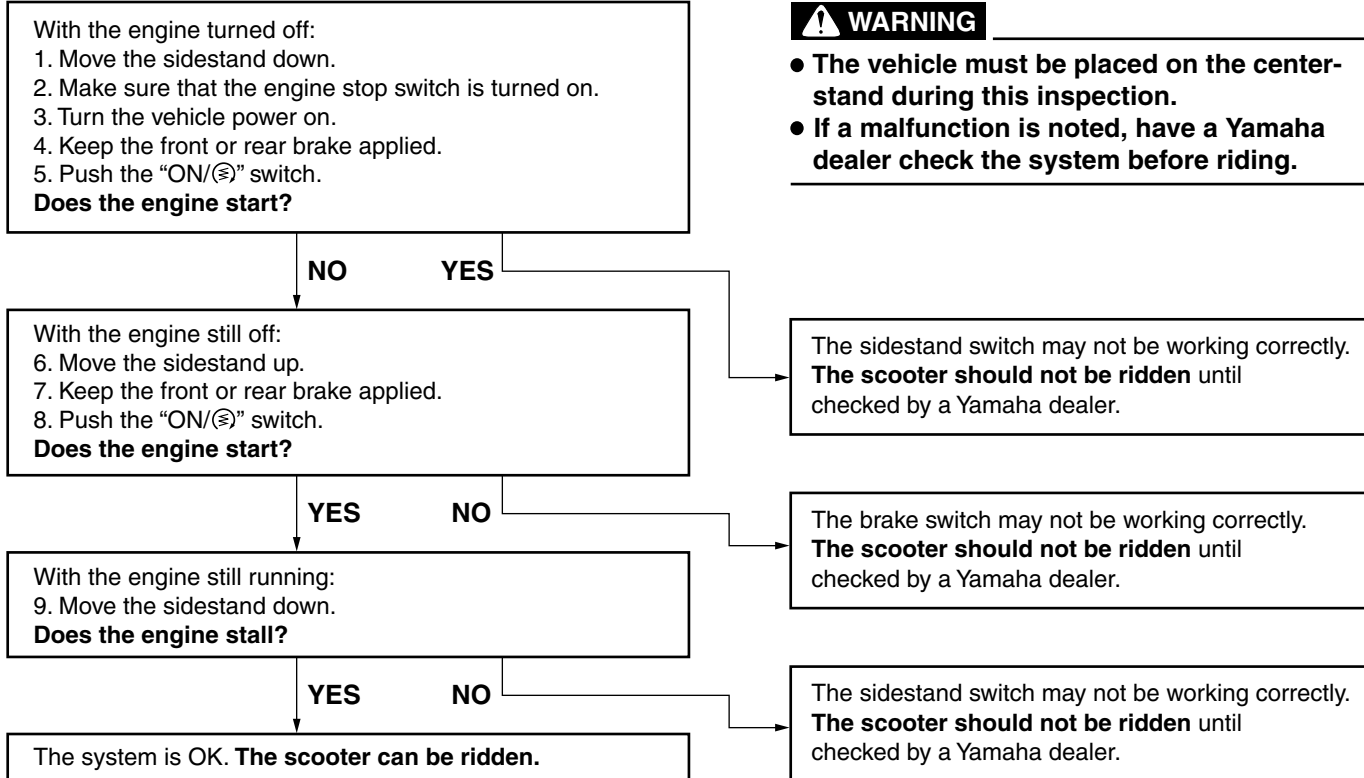 With the engine turned off:
1. Move the sidestand down.
2. Make sure that the engine stop switch is turned on.
3. Turn the vehicle power on.
4. Keep the front or rear brake applied.
5. Push the “ON/” switch.
Does the engine start?
WARNING
● The vehicle must be placed on the center-
stand during this inspection.
● If a malfunction is noted, have a Yamaha
dealer check the system before riding.
NO YES
With the engine still off:
6. Move the sidestand up.
7. Keep the front or rear brake applied.
8. Push the “ON/” switch.
Does the engine start?
The sidestand switch may not be working correctly.
The scooter should not be ridden until
checked by a Yamaha dealer.
YES NO
The brake switch may not be working correctly.
The scooter should not be ridden until
checked by a Yamaha dealer.
With the engine still running:
9. Move the sidestand down.
Does the engine stall?
YES NO
The sidestand switch may not be working correctly.
The scooter should not be ridden until
checked by a Yamaha dealer.
The system is OK. The scooter can be ridden.